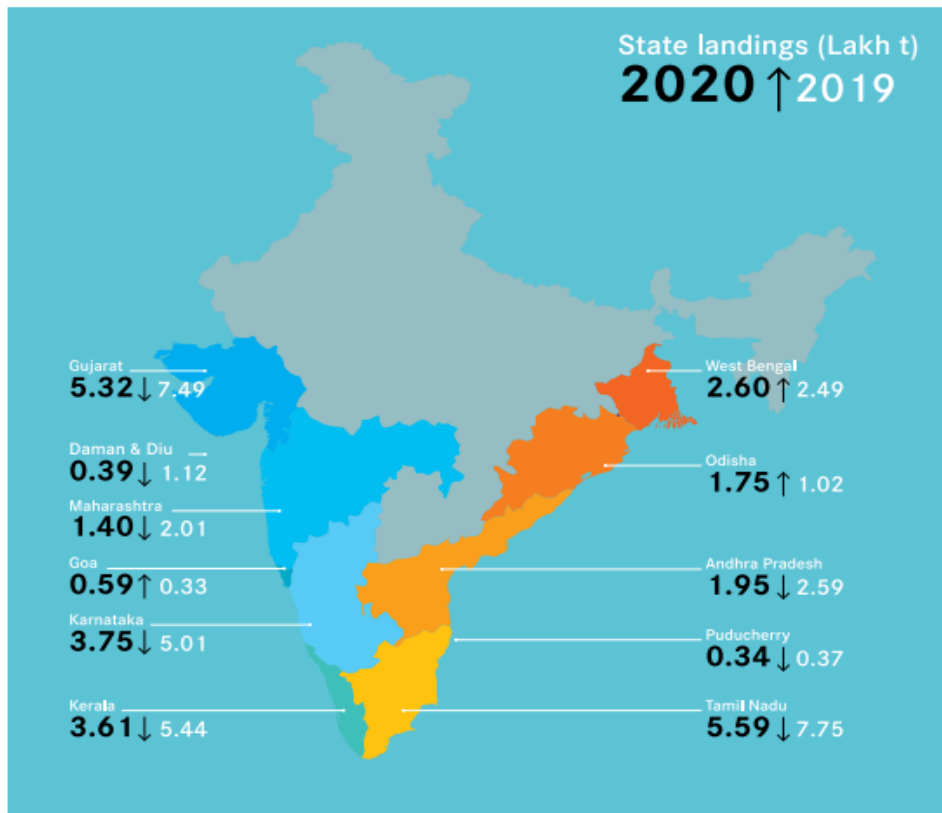 State landings (Lakh t)
2020 ↑ 2019
Gujarat
5.32 ↓ 7.49
Daman & Diu
0.39 ↓ 1.12
Maharashtra
1.40 ↓ 2.01
Goa
0.59 ↑ 0.33
Karnataka
3.75 ↓ 5.01
Kerala
3.61 ↓ 5.44
West Bengal
2.60 ↑ 2.49
Odisha
1.75 ↑ 1.02
Andhra Pradesh
1.95 ↓ 2.59
Puducherry
0.34 ↓ 0.37
Tamil Nadu
5.59 ↓ 7.75